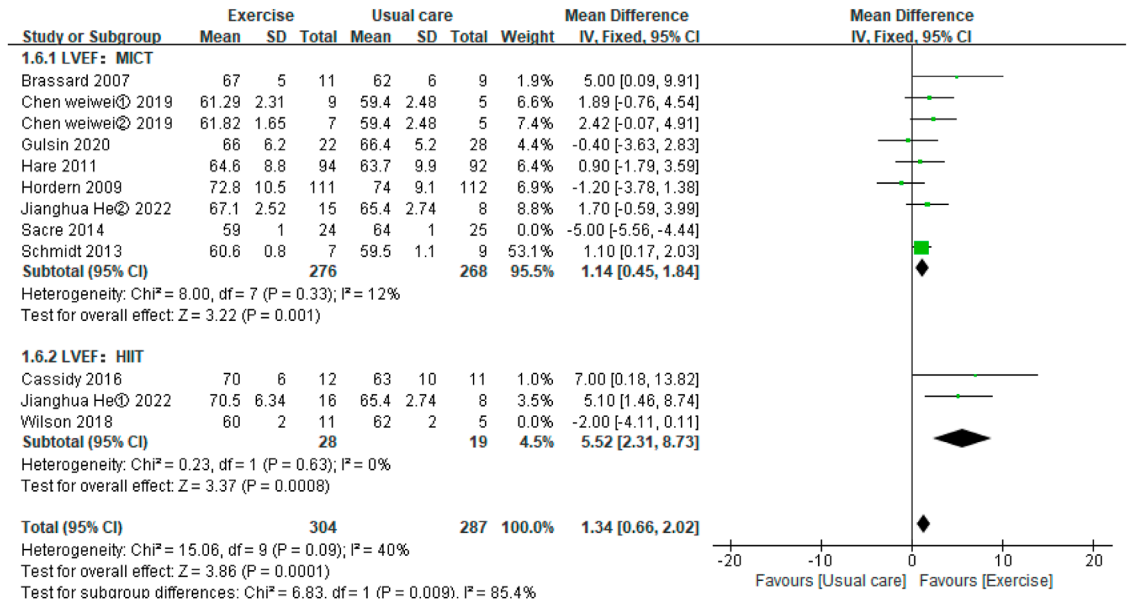 Exercise Usual care Mean Difference Mean Difference
Study or Subgroup Mean SD Total Mean SD Total Weight IV, Fixed, 95% CI IV, Fixed, 95% CI
1.6.1 LVEF：MICT
Brassard 2007 67 5 11 62 6 9 1.9% 5.00 [0.09, 9.91]
Chen weiwei① 2019 61.29 2.31 9 59.4 2.48 5 6.6% 1.89 [-0.76, 4.54]
Chen weiwei② 2019 61.82 1.65 7 59.4 2.48 5 7.4% 2.42 [-0.07, 4.91]
Gulsin 2020 66 6.2 22 66.4 5.2 28 4.4% -0.40 [-3.63, 2.83]
Hare 2011 64.6 8.8 94 63.7 9.9 92 6.4% 0.90 [-1.79, 3.59]
Hordern 2009 72.8 10.5 111 74 9.1 112 6.9% -1.20 [-3.78, 1.38]
Jianghua He② 2022 67.1 2.52 15 65.4 2.74 8 8.8% 1.70 [-0.59, 3.99]
Sacre 2014 59 1 24 64 1 25 0.0% -5.00 [-5.56, -4.44]
Schmidt 2013 60.6 0.8 7 59.5 1.1 9 53.1% 1.10 [0.17, 2.03]
Subtotal (95% CI) 276 268 95.5% 1.14 [0.45, 1.84]
Heterogeneity: Chi² = 8.00, df = 7 (P = 0.33); I² = 12%
Test for overall effect: Z = 3.22 (P = 0.001)
1.6.2 LVEF：HIIT
Cassidy 2016 70 6 12 63 10 11 1.0% 7.00 [0.18, 13.82]
Jianghua He① 2022 70.5 6.34 16 65.4 2.74 8 3.5% 5.10 [1.46, 8.74]
Wilson 2018 60 2 11 62 2 5 0.0% -2.00 [-4.11, 0.11]
Subtotal (95% CI) 28 19 4.5% 5.52 [2.31, 8.73]
Heterogeneity: Chi² = 0.23, df = 1 (P = 0.63); I² = 0%
Test for overall effect: Z = 3.37 (P = 0.0008)
Total (95% CI) 304 287 100.0% 1.34 [0.66, 2.02]
Heterogeneity: Chi² = 15.06, df = 9 (P = 0.09); I² = 40%
Test for overall effect: Z = 3.86 (P = 0.0001)
Test for subgroup differences: Chi² = 6.83, df = 1 (P = 0.009), I² = 85.4%
-20 -10 0 10 20
Favours [Usual care] Favours [Exercise]